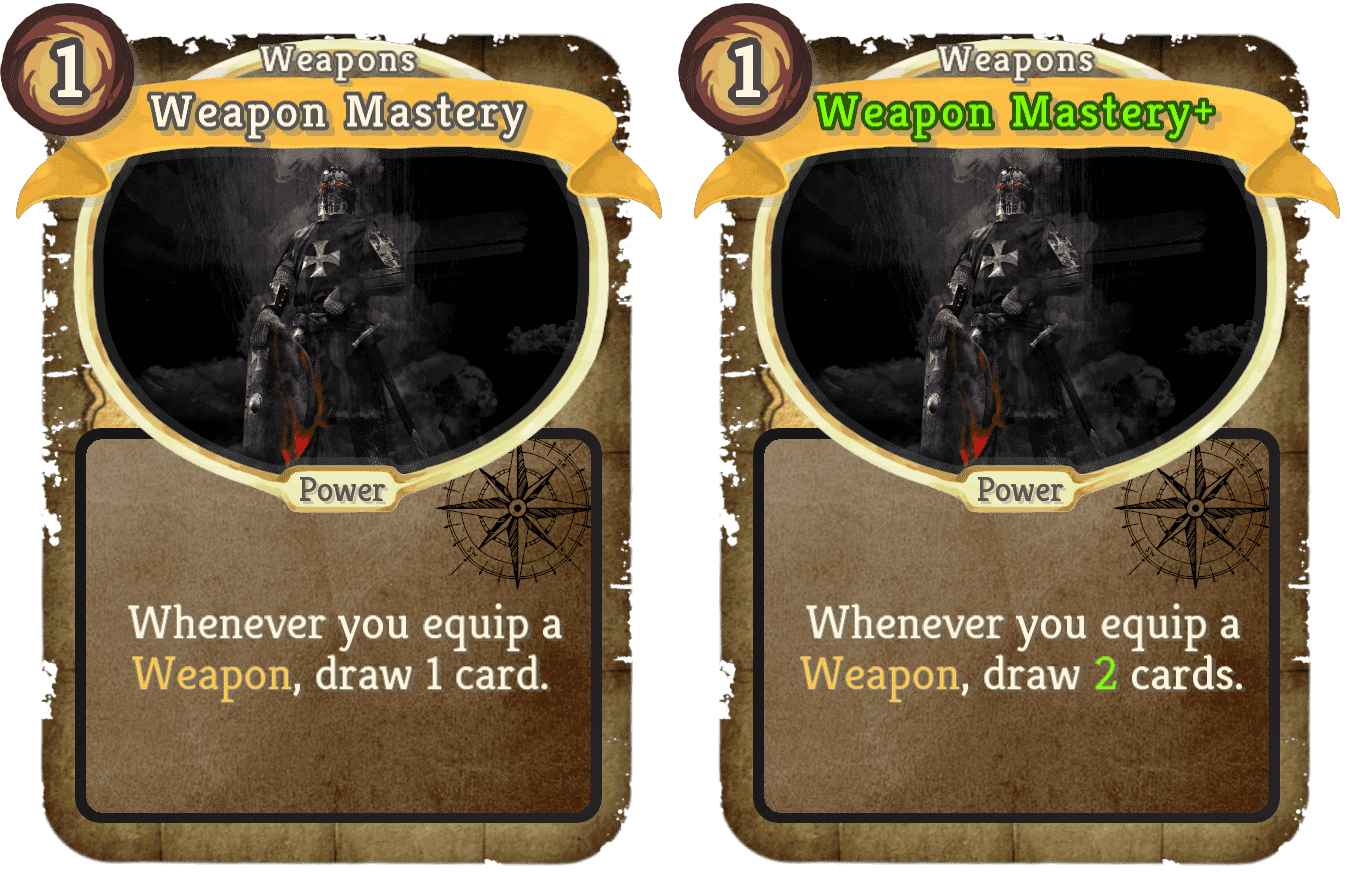 1
Weapons
Weapon Mastery
Power
Whenever you equip a
Weapon, draw 1 card.
1
Weapons
Weapon Mastery+
Power
Whenever you equip a
Weapon, draw 2 cards.